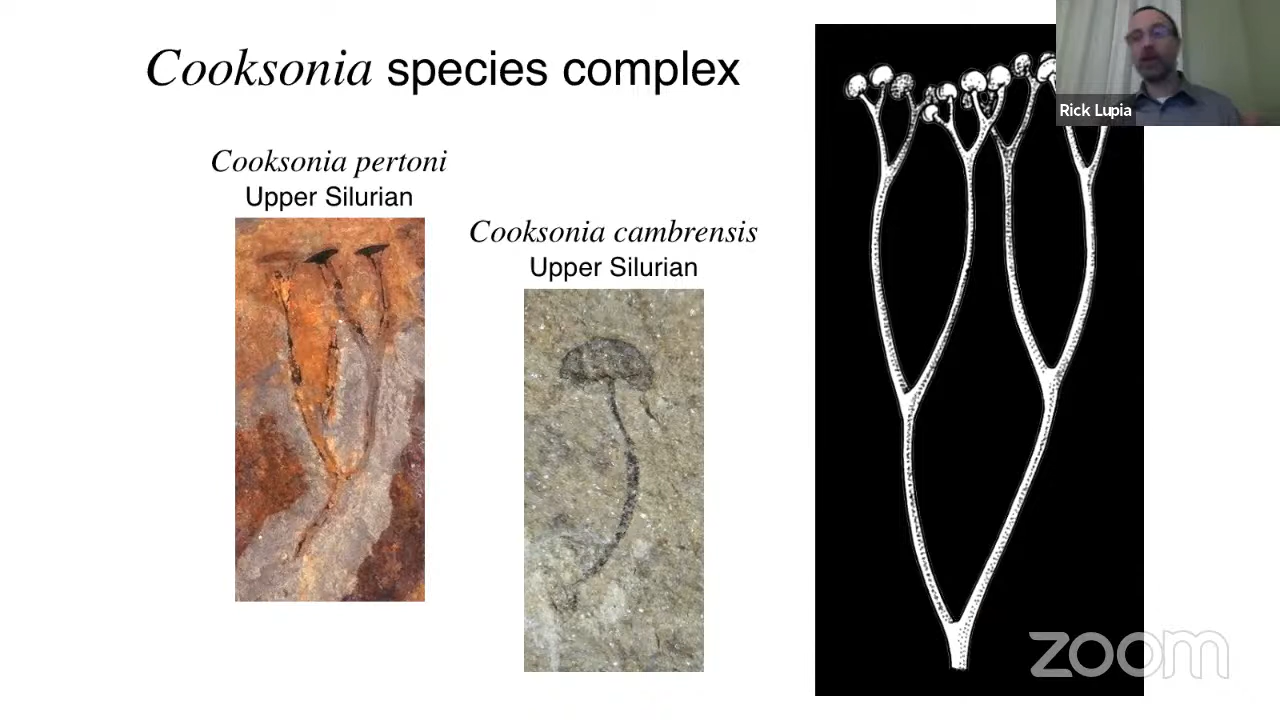 Cooksonia species complex
Cooksonia pertoni
Upper Silurian
Cooksonia cambrensis
Upper Silurian
Rick Lupia
zoom